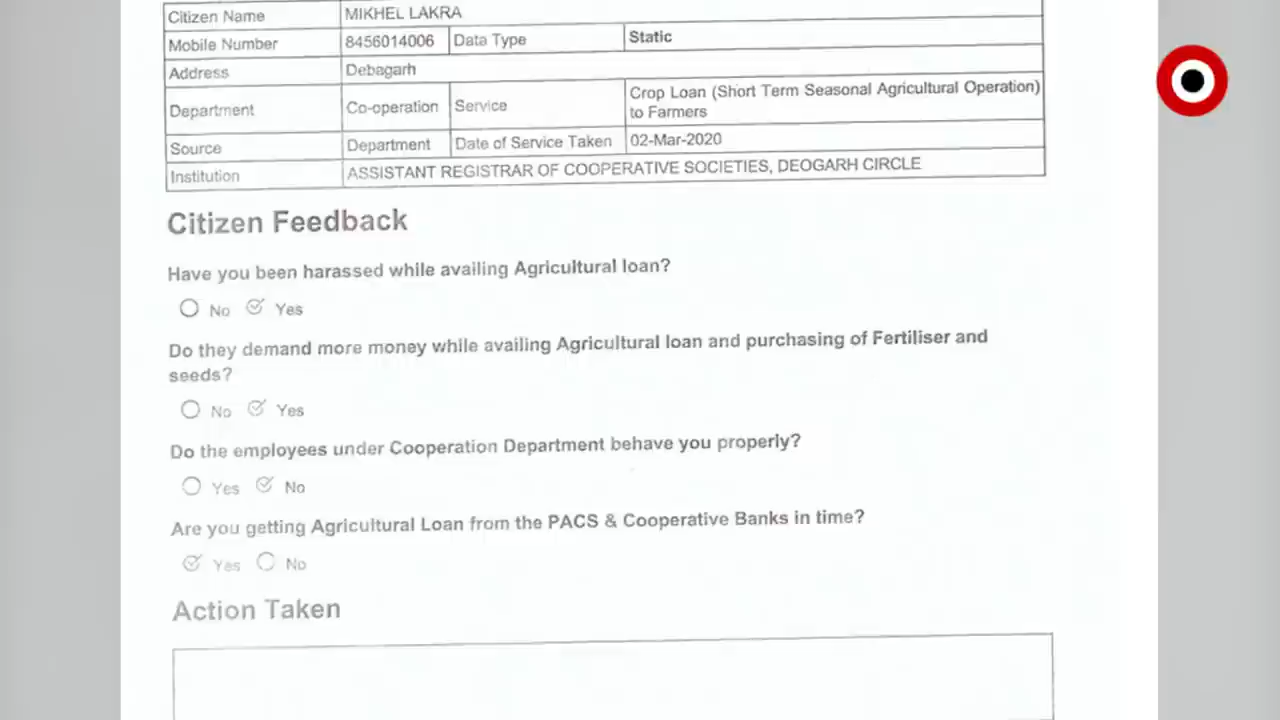 Citizen Name MIKHEL LAKRA
Mobile Number 8456014006 Data Type Static
Address Debagarh
Department Co-operation Service Crop Loan (Short Term Seasonal Agricultural Operation) to Farmers
Source Department Date of Service Taken 02-Mar-2020
Institution ASSISTANT REGISTRAR OF COOPERATIVE SOCIETIES, DEOGARH CIRCLE
Citizen Feedback
Have you been harassed while availing Agricultural loan?
No Yes
Do they demand more money while availing Agricultural loan and purchasing of Fertiliser and
seeds?
No Yes
Do the employees under Cooperation Department behave you properly?
Yes No
Are you getting Agricultural Loan from the PACS & Cooperative Banks in time?
Yes No
Action Taken